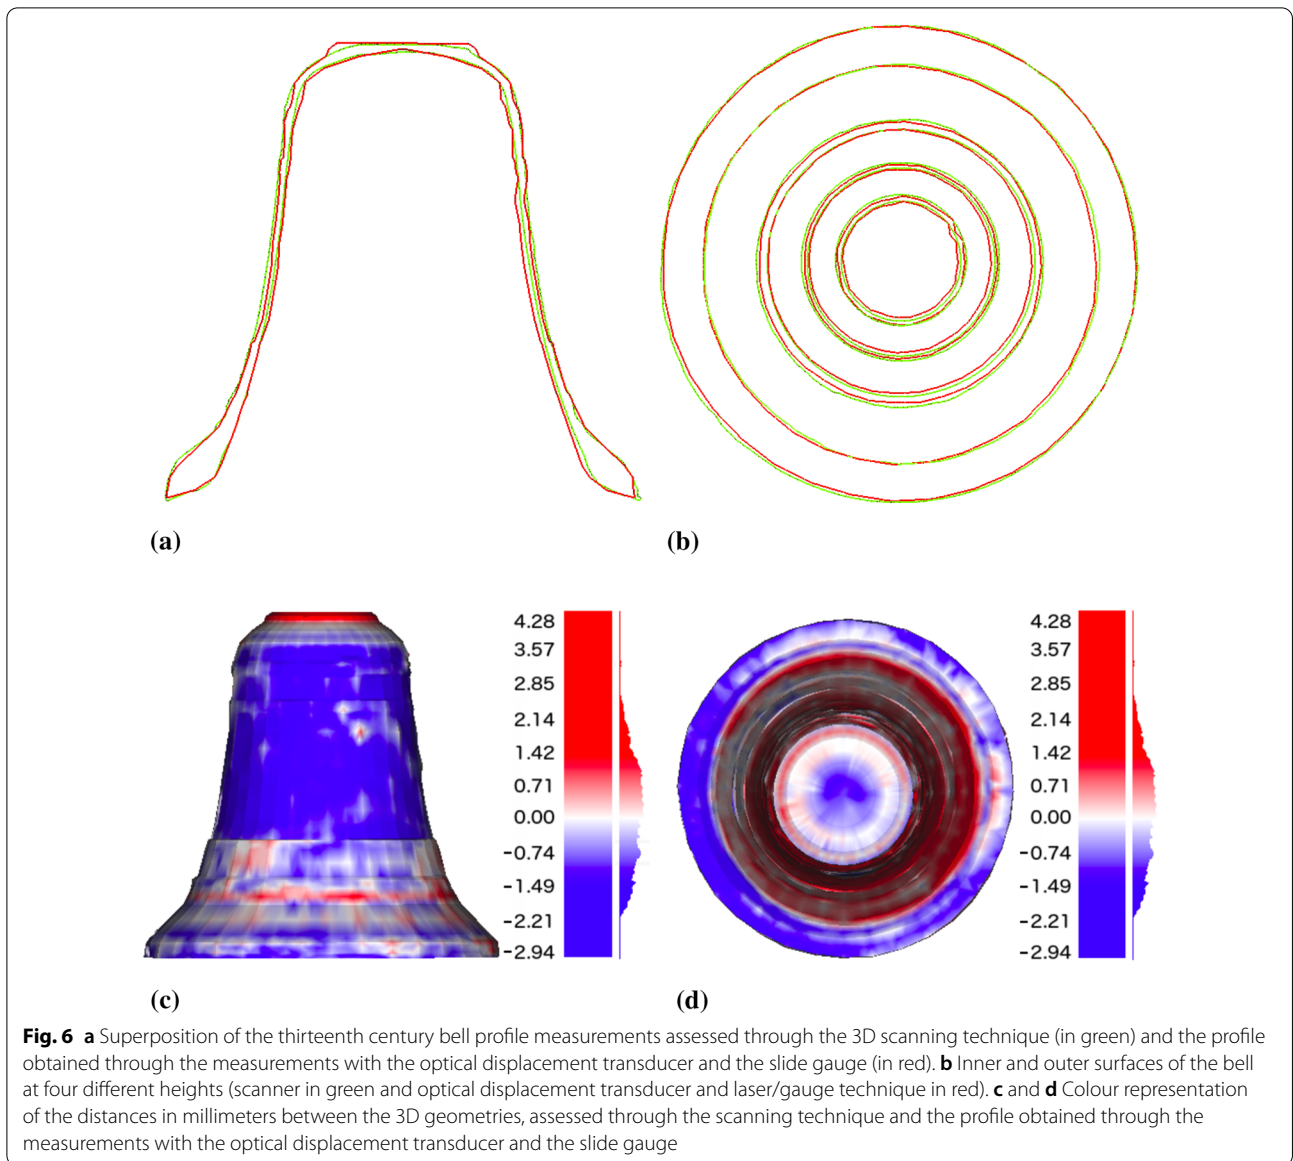 (a)
(b)
4.28
3.57
2.85
2.14
1.42
0.71
0.00
-0.74
-1.49
-2.21
-2.94
4.28
3.57
2.85
2.14
1.42
0.71
0.00
-0.74
-1.49
-2.21
-2.94
(c)
(d)
Fig. 6 a Superposition of the thirteenth century bell profile measurements assessed through the 3D scanning technique (in green) and the profile
obtained through the measurements with the optical displacement transducer and the slide gauge (in red). b Inner and outer surfaces of the bell
at four different heights (scanner in green and optical displacement transducer and laser/gauge technique in red). c and d Colour representation
of the distances in millimeters between the 3D geometries, assessed through the scanning technique and the profile obtained through the
measurements with the optical displacement transducer and the slide gauge